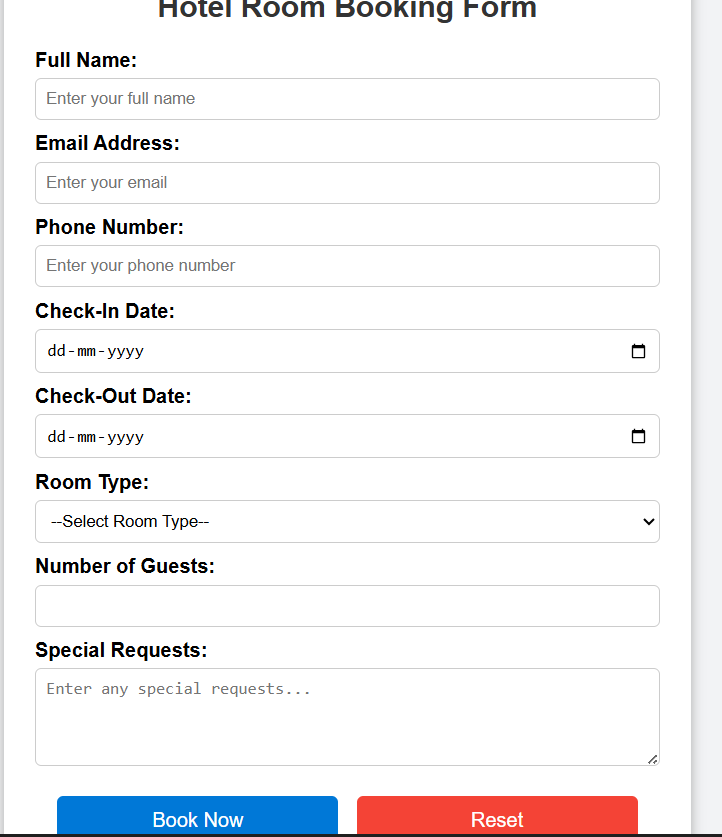 Hotel Room Booking Form
Full Name:
Enter your full name
Email Address:
Enter your email
Phone Number:
Enter your phone number
Check-In Date:
dd-mm-yyyy
Check-Out Date:
dd-mm-yyyy
Room Type:
--Select Room Type--
Number of Guests:
Special Requests:
Enter any special requests...
Book Now
Reset